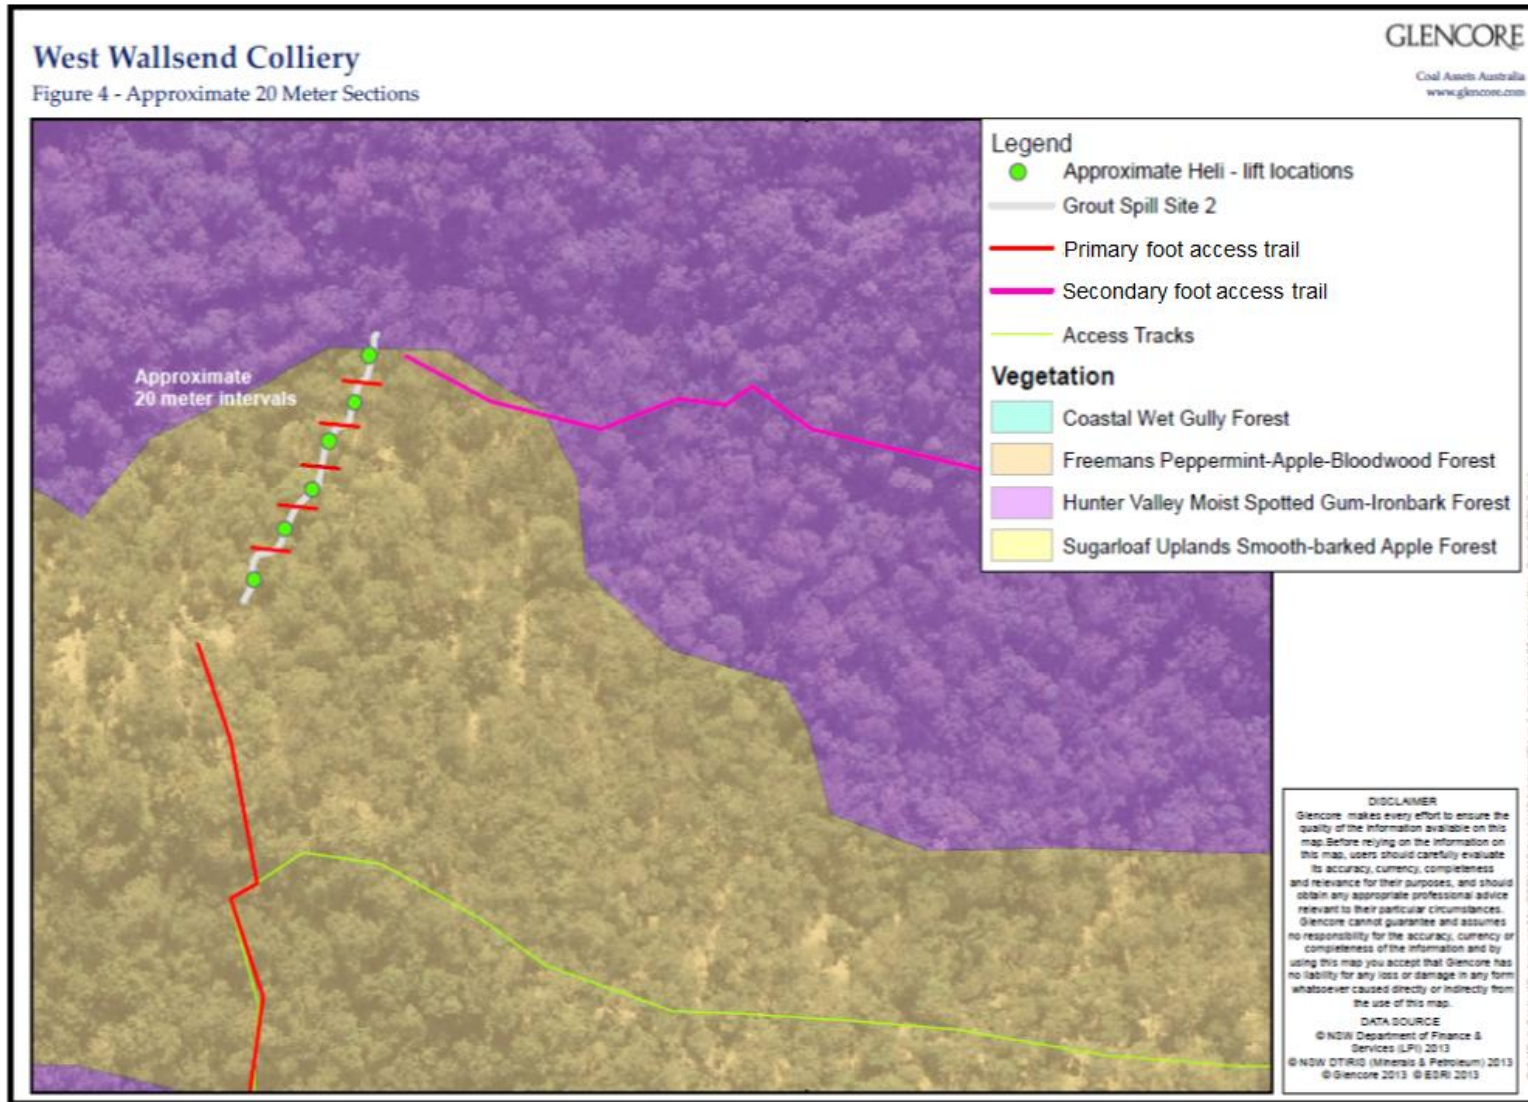 West Wallsend Colliery
Figure 4 - Approximate 20 Meter Sections
GLENCORE
Coal Assets Australia
www.glencore.com
Legend
Approximate Heli - lift locations
Grout Spill Site 2
Primary foot access trail
Secondary foot access trail
Access Tracks
Vegetation
Coastal Wet Gully Forest
Freemans Peppermint-Apple-Bloodwood Forest
Hunter Valley Moist Spotted Gum-Ironbark Forest
Sugarloaf Uplands Smooth-barked Apple Forest
Approximate
20 meter intervals
DISCLAIMER
Glencore makes every effort to ensure the
quality of the information available on this
map.Before relying on the information on
this map, users should carefully evaluate
its accuracy, currency, completeness
and relevance for their purposes, and should
obtain any appropriate professional advice
relevant to their particular circumstances.
Glencore cannot guarantee and assumes
no responsibility for the accuracy, currency or
completeness of the information and by
using this map you accept that Glencore has
no liability for any loss or damage in any form
whatsoever caused directly or indirectly from
the use of this map.
DATA SOURCE
© NSW Department of Finance &
Services (LPI) 2013
© NSW DTIRIS (Minerals & Petroleum) 2013
© Glencore 2013 © ESRI 2013